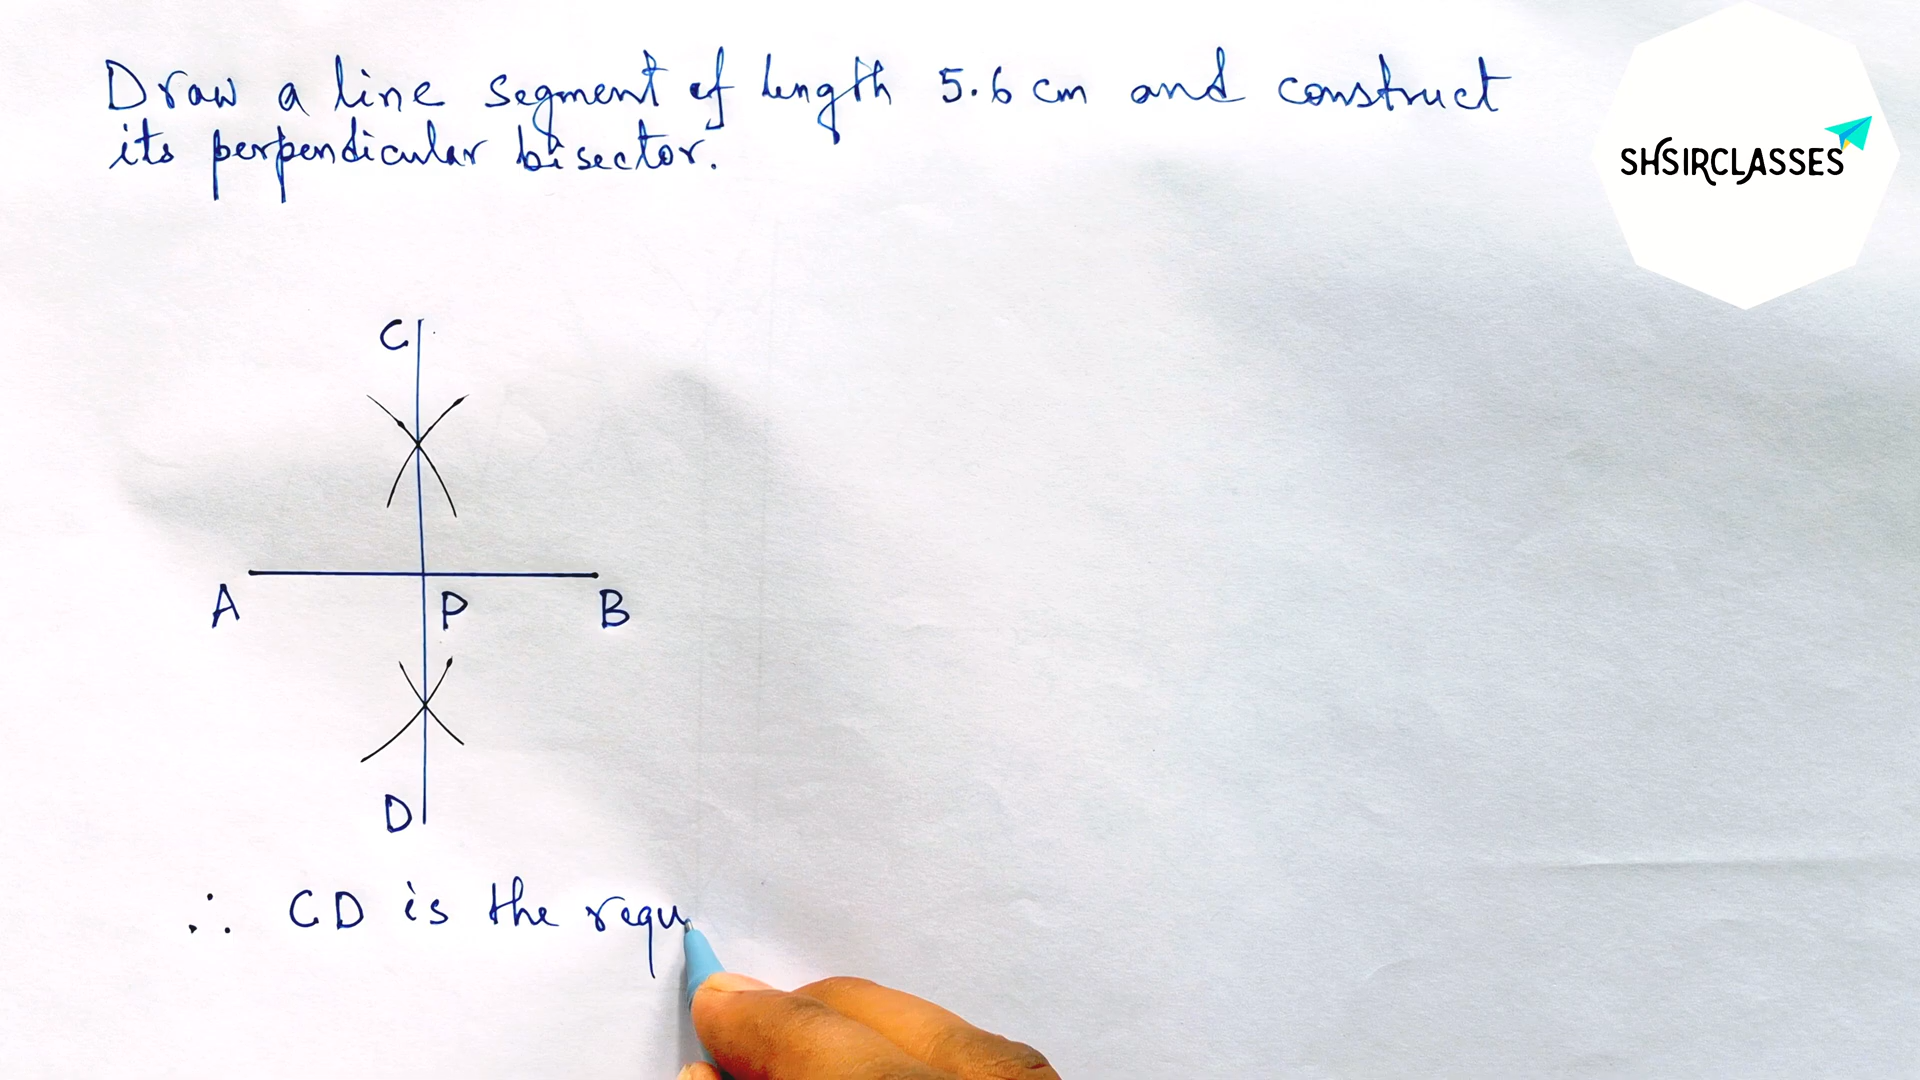 Draw a line segment of length 5.6 cm and construct
its perpendicular bisector.
SHSIRCLASSES
C
A P B
D
∴ CD is the requ